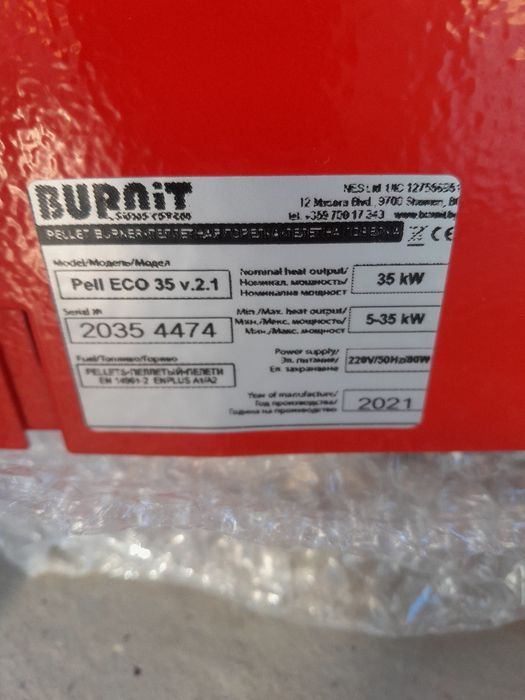 BURNiT
NES Ltd UIC
12 Madara Blvd., 9700 Shumen,
tel. +359 700 17 343
PELLET BURNER•ПЕЛЛЕТНАЯ ГОРЕЛКА•ПЕЛЕТНА ГОРЕЛКА CE
Model/Модель/Модел
Pell ECO 35 v.2.1
Nominal heat output/
Номинал. мощность/
Номинална мощност
35 kW
Serial №
2035 4474
Min./Max. heat output/
Мин./Макс. мощность/
Мин./Макс. мощност
5-35 kW
Fuel/Топливо/Гориво
PELLETS•ПЕЛЛЕТЫЙ•ПЕЛЕТИ
EN 14961-2 ENPLUS A1/A2
Power supply/
Эл. питание/
Ел. захранване
220V/50Hz/80W
Year of manufacture/
Год производства/
Година на производство
2021